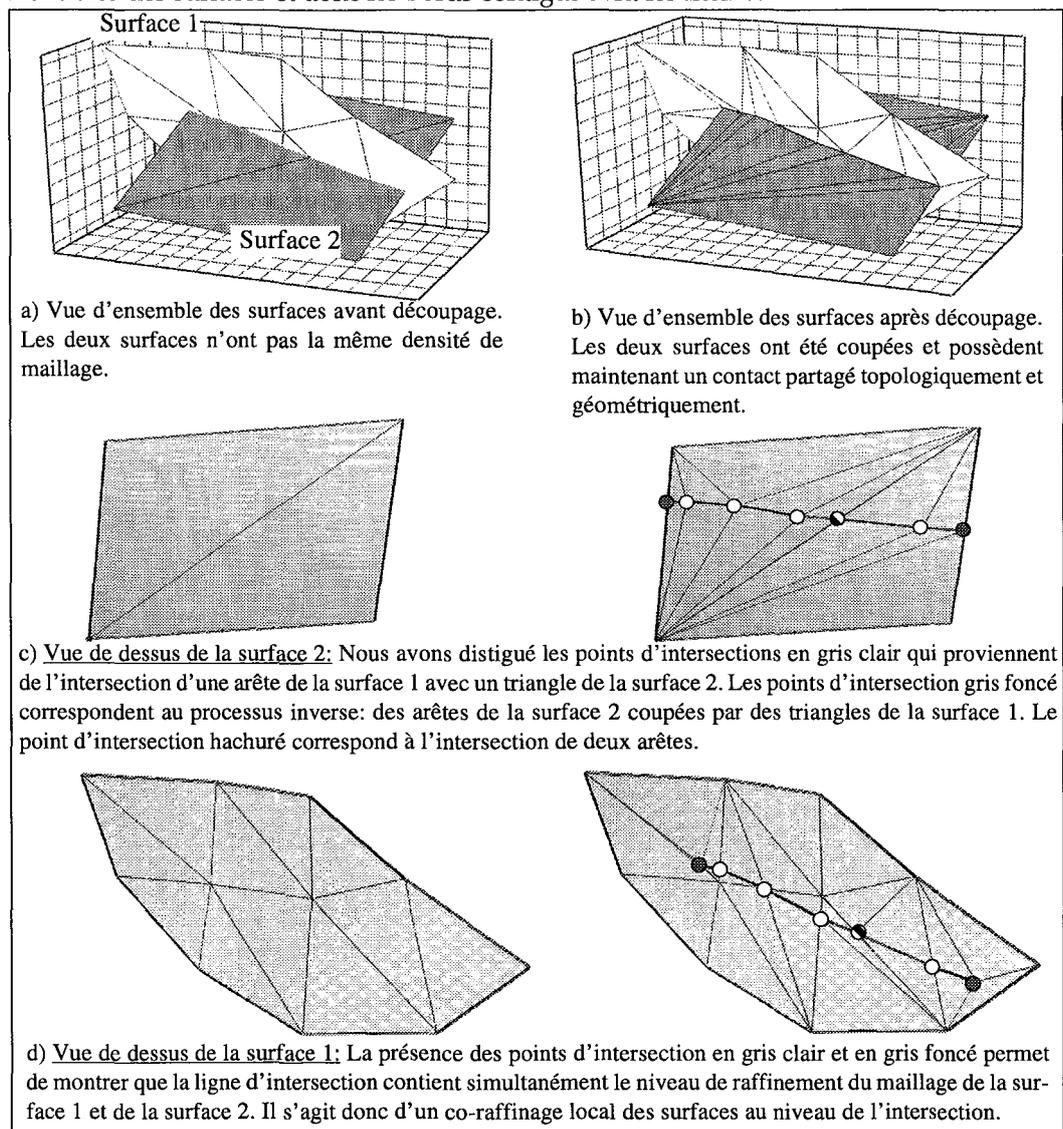 Surface 1
Surface 2
a) Vue d'ensemble des surfaces avant découpage.
Les deux surfaces n'ont pas la même densité de
maillage.
b) Vue d'ensemble des surfaces après découpage.
Les deux surfaces ont été coupées et possèdent
maintenant un contact partagé topologiquement et
géométriquement.
c) Vue de dessus de la surface 2: Nous avons distigué les points d'intersections en gris clair qui proviennent
de l'intersection d'une arête de la surface 1 avec un triangle de la surface 2. Les points d'intersection gris foncé
correspondent au processus inverse: des arêtes de la surface 2 coupées par des triangles de la surface 1. Le
point d'intersection hachuré correspond à l'intersection de deux arêtes.
d) Vue de dessus de la surface 1: La présence des points d'intersection en gris clair et en gris foncé permet
de montrer que la ligne d'intersection contient simultanément le niveau de raffinement du maillage de la sur-
face 1 et de la surface 2. Il s'agit donc d'un co-raffinage local des surfaces au niveau de l'intersection.